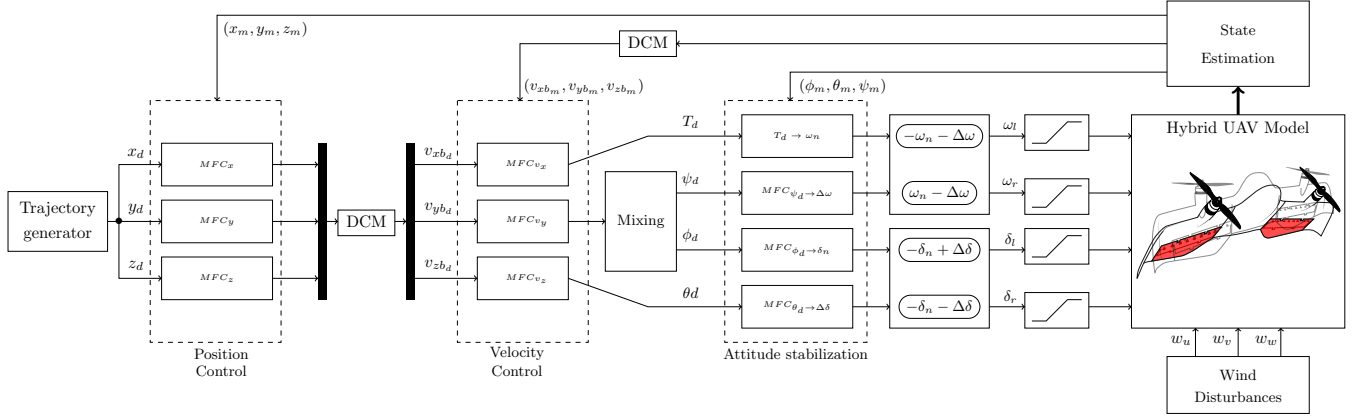 (x_m, y_m, z_m)
DCM
State
Estimation
(v_{xb_m}, v_{yb_m}, v_{zb_m})
(ϕ_m, θ_m, ψ_m)
Trajectory
generator
x_d
y_d
z_d
MFC_x
MFC_y
MFC_z
Position
Control
DCM
v_{xb_d}
v_{yb_d}
v_{zb_d}
MFC_{v_x}
MFC_{v_y}
MFC_{v_z}
Velocity
Control
Mixing
T_d
ψ_d
ϕ_d
θd
T_d → ω_n
MFC_{ψ_d→Δω}
MFC_{ϕ_d→δ_n}
MFC_{θ_d→Δδ}
Attitude stabilization
−ω_n − Δω
ω_n − Δω
−δ_n + Δδ
−δ_n − Δδ
ω_l
ω_r
δ_l
δ_r
Hybrid UAV Model
w_u
w_v
w_w
Wind
Disturbances